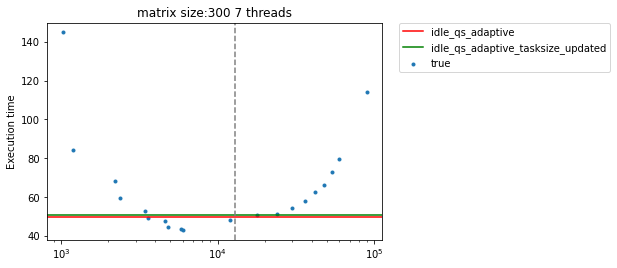 matrix size:300 7 threads
Execution time
140
120
100
80
60
40
10³
10⁴
10⁵
idle_qs_adaptive
idle_qs_adaptive_tasksize_updated
true